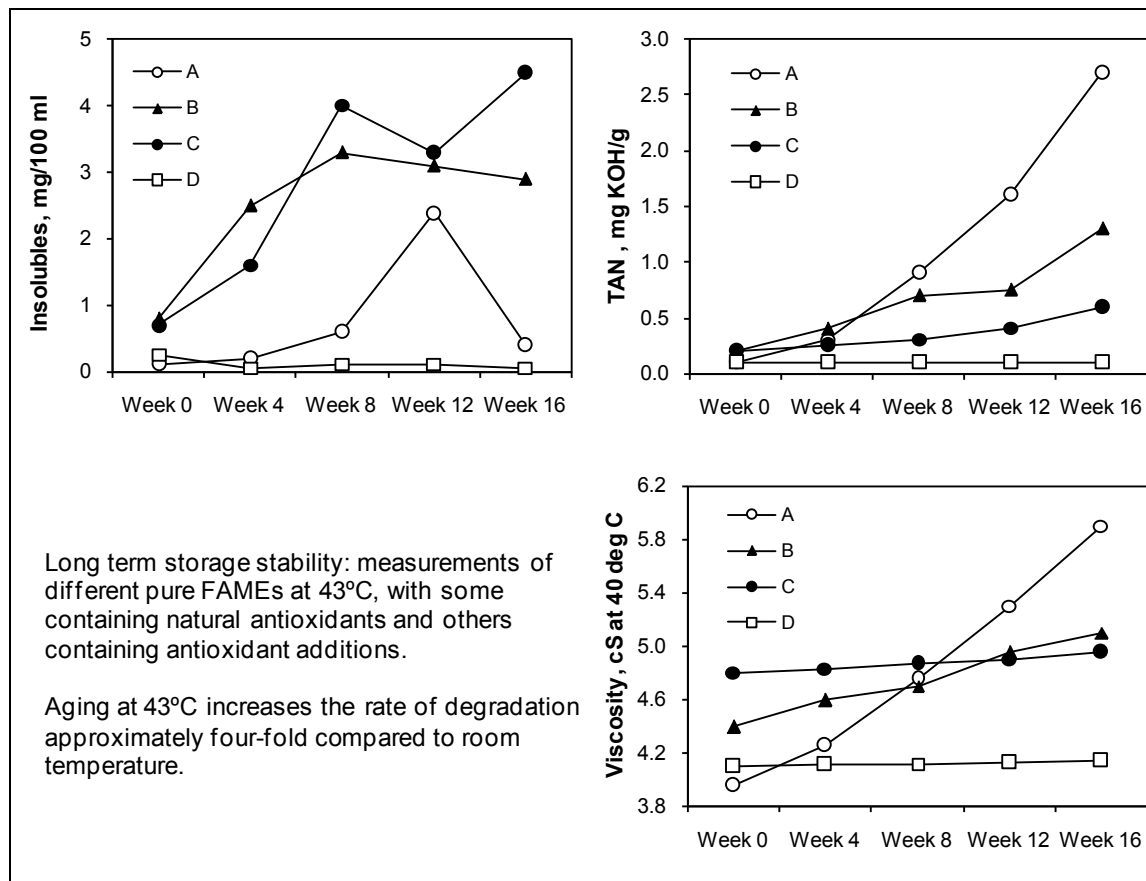 5
4
3
2
1
0
Insolubles, mg/100 ml
A
B
C
D
Week 0 Week 4 Week 8 Week 12 Week 16
3.0
2.5
2.0
1.5
1.0
0.5
0.0
TAN , mg KOH/g
A
B
C
D
Week 0 Week 4 Week 8 Week 12 Week 16
Long term storage stability: measurements of
different pure FAMEs at 43ºC, with some
containing natural antioxidants and others
containing antioxidant additions.
Aging at 43ºC increases the rate of degradation
approximately four-fold compared to room
temperature.
6.2
5.8
5.4
5.0
4.6
4.2
3.8
Viscosity, cS at 40 deg C
A
B
C
D
Week 0 Week 4 Week 8 Week 12 Week 16